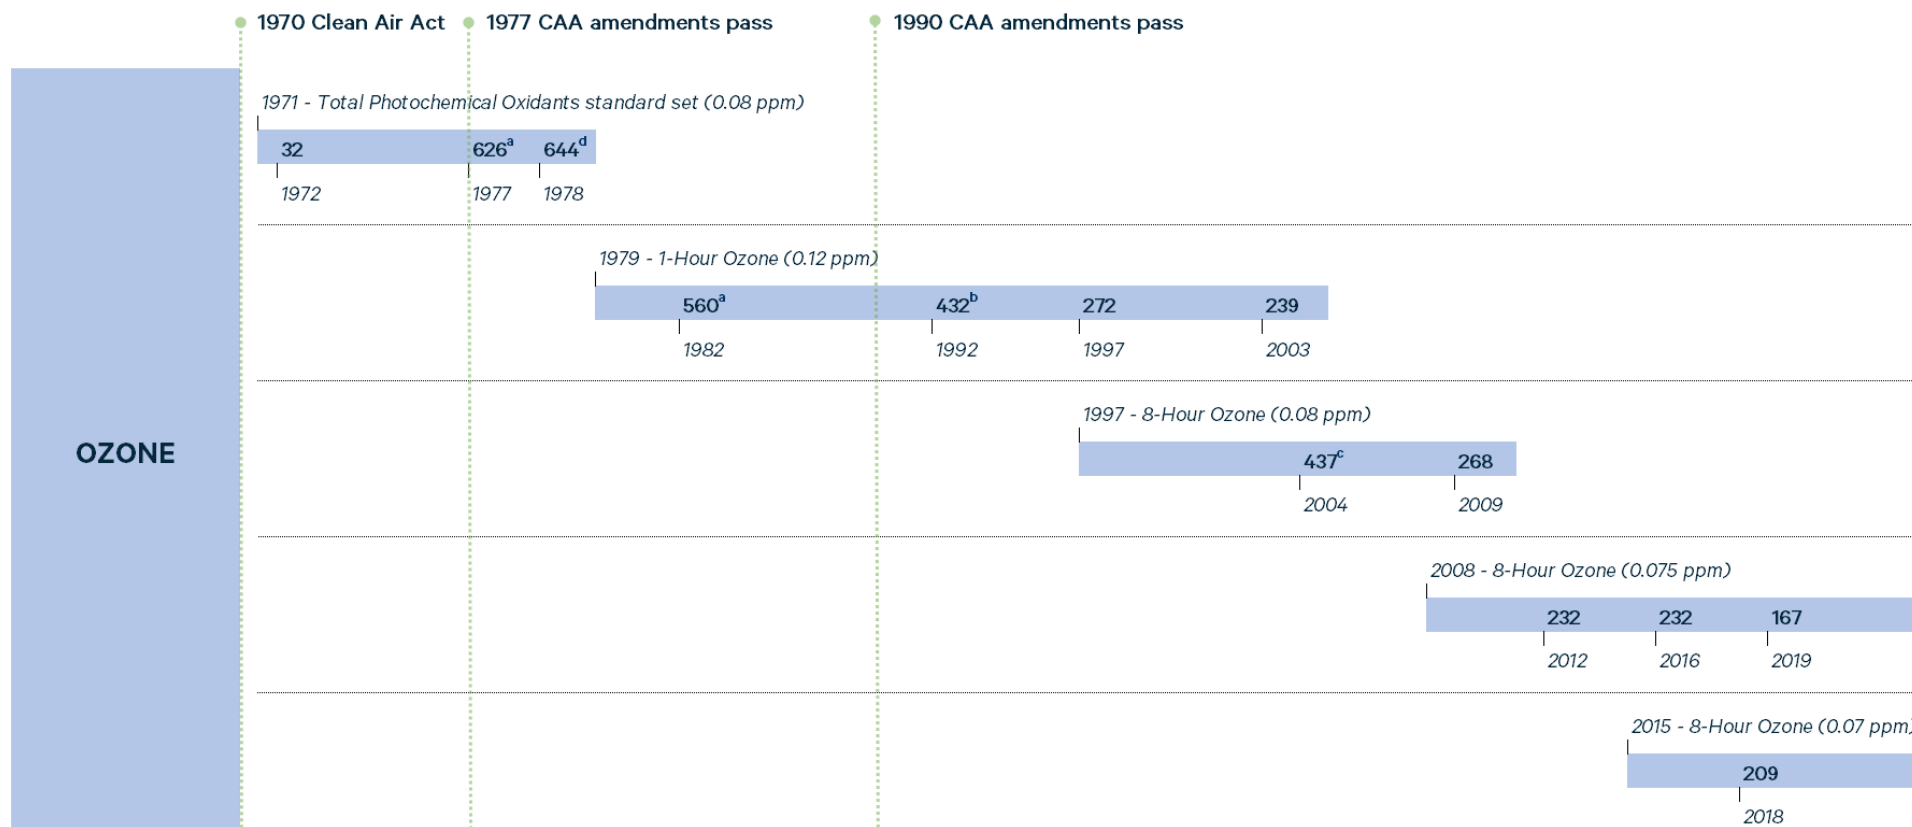 1970 Clean Air Act
1977 CAA amendments pass
1990 CAA amendments pass
OZONE
1971 - Total Photochemical Oxidants standard set (0.08 ppm)
32 626a 644d
1972 1977 1978
1979 - 1-Hour Ozone (0.12 ppm)
560a 432b 272 239
1982 1992 1997 2003
1997 - 8-Hour Ozone (0.08 ppm)
437c 268
2004 2009
2008 - 8-Hour Ozone (0.075 ppm)
232 232 167
2012 2016 2019
2015 - 8-Hour Ozone (0.07 ppm)
209
2018